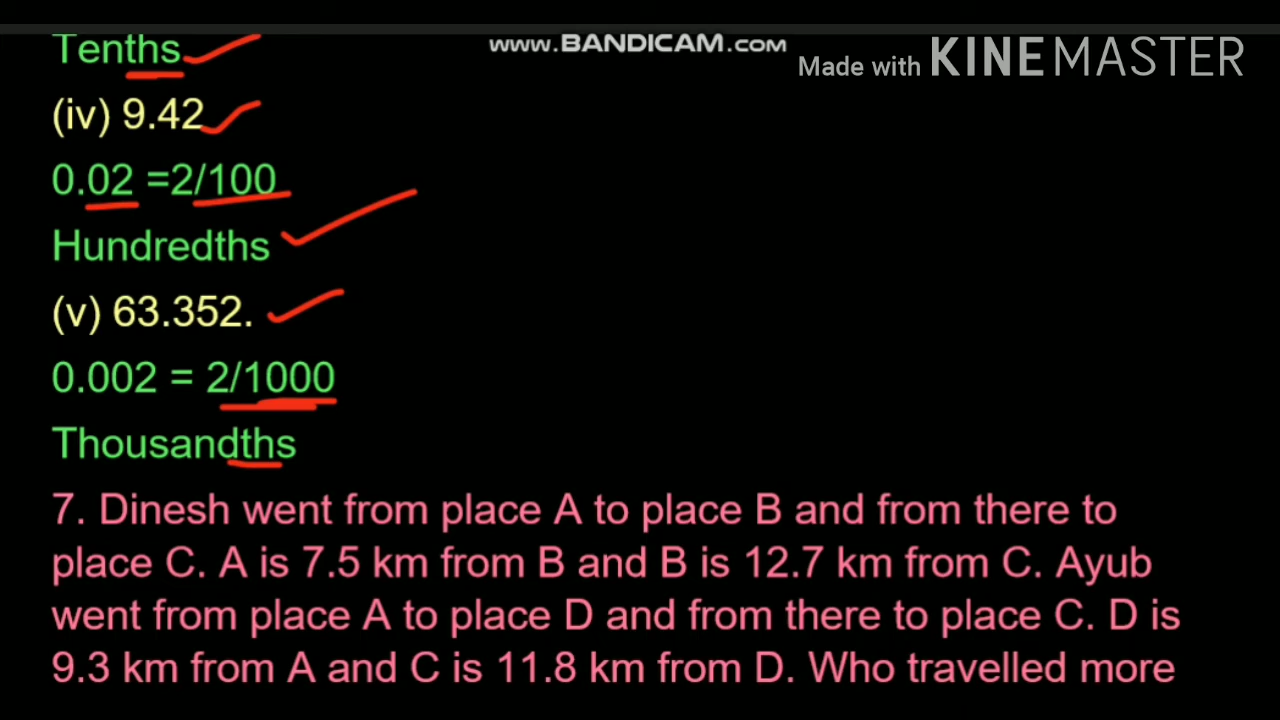 www.BANDICAM.com
Made with KINEMASTER
Tenths
(iv) 9.42
0.02 =2/100
Hundredths
(v) 63.352.
0.002 = 2/1000
Thousandths
7. Dinesh went from place A to place B and from there to
place C. A is 7.5 km from B and B is 12.7 km from C. Ayub
went from place A to place D and from there to place C. D is
9.3 km from A and C is 11.8 km from D. Who travelled more